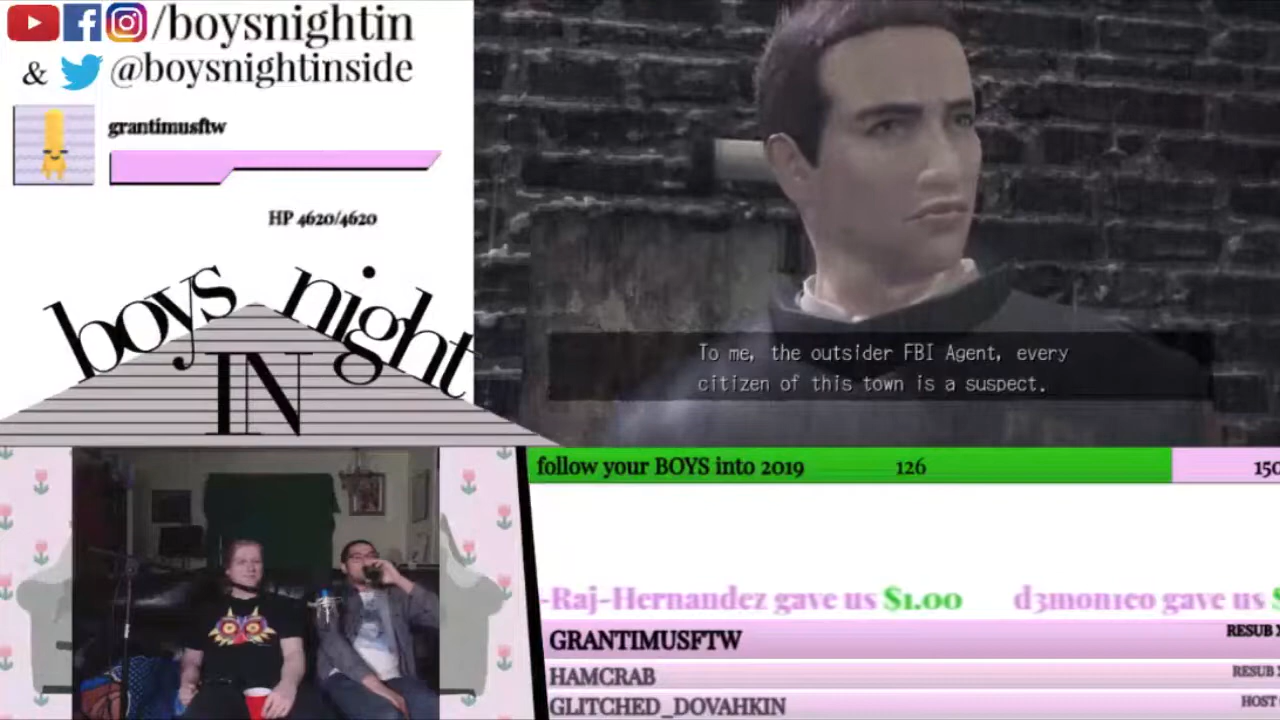 /boysnightin
& @boysnightinside
grantimusftw
HP 4620/4620
boys night
IN
To me, the outsider FBI Agent, every
citizen of this town is a suspect.
follow your BOYS into 2019 126 150
-Raj-Hernandez gave us $1.00 d3mon1eo gave us $
GRANTIMUSFTW RESUB X
HAMCRAB RESUB X
GLITCHED_DOVAHKIN HOST